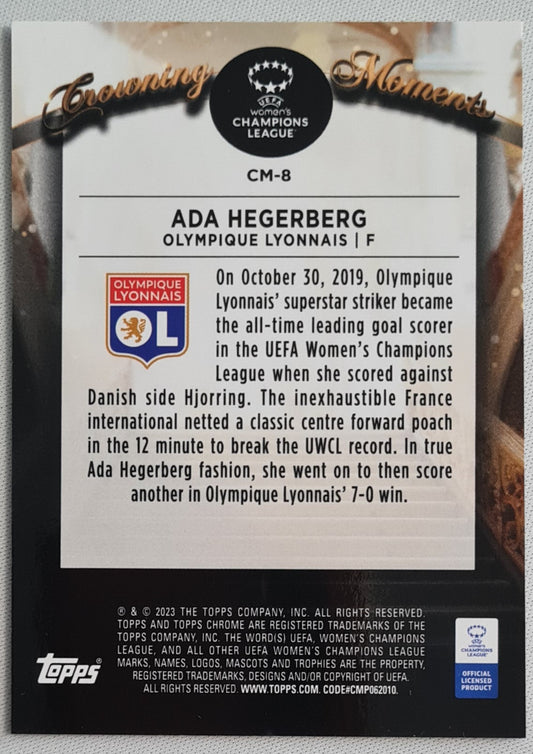 Crowning Moments
UEFA
women's
CHAMPIONS
LEAGUE
CM-8
ADA HEGERBERG
OLYMPIQUE LYONNAIS | F
OLYMPIQUE
LYONNAIS
OL
On October 30, 2019, Olympique
Lyonnais' superstar striker became
the all-time leading goal scorer
in the UEFA Women's Champions
League when she scored against
Danish side Hjorring. The inexhaustible France
international netted a classic centre forward poach
in the 12 minute to break the UWCL record. In true
Ada Hegerberg fashion, she went on to then score
another in Olympique Lyonnais' 7-0 win.
® & © 2023 THE TOPPS COMPANY, INC. ALL RIGHTS RESERVED.
TOPPS AND TOPPS CHROME ARE REGISTERED TRADEMARKS OF THE
TOPPS COMPANY, INC. THE WORD(S) UEFA, WOMEN'S CHAMPIONS
LEAGUE, AND ALL OTHER UEFA WOMEN'S CHAMPIONS LEAGUE
MARKS, NAMES, LOGOS, MASCOTS AND TROPHIES ARE THE PROPERTY,
REGISTERED TRADEMARKS, DESIGNS AND/OR COPYRIGHT OF UEFA.
ALL RIGHTS RESERVED. WWW.TOPPS.COM. CODE#CMP062010.
topps®
CHAMPIONS
LEAGUE
OFFICIAL
LICENSED
PRODUCT